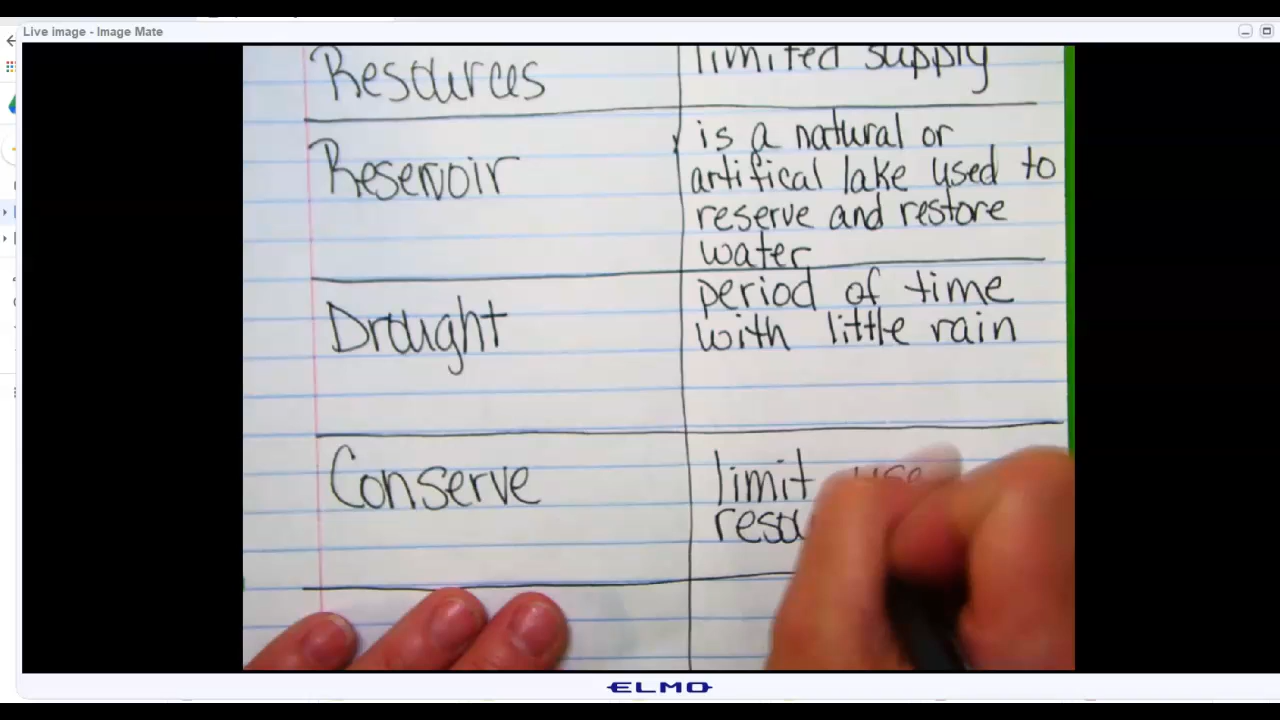 Live image - Image Mate
Resources
limited supply
Reservoir
is a natural or
artifical lake used to
reserve and restore
water
Drought
period of time
with little rain
Conserve
limit use
ELMO